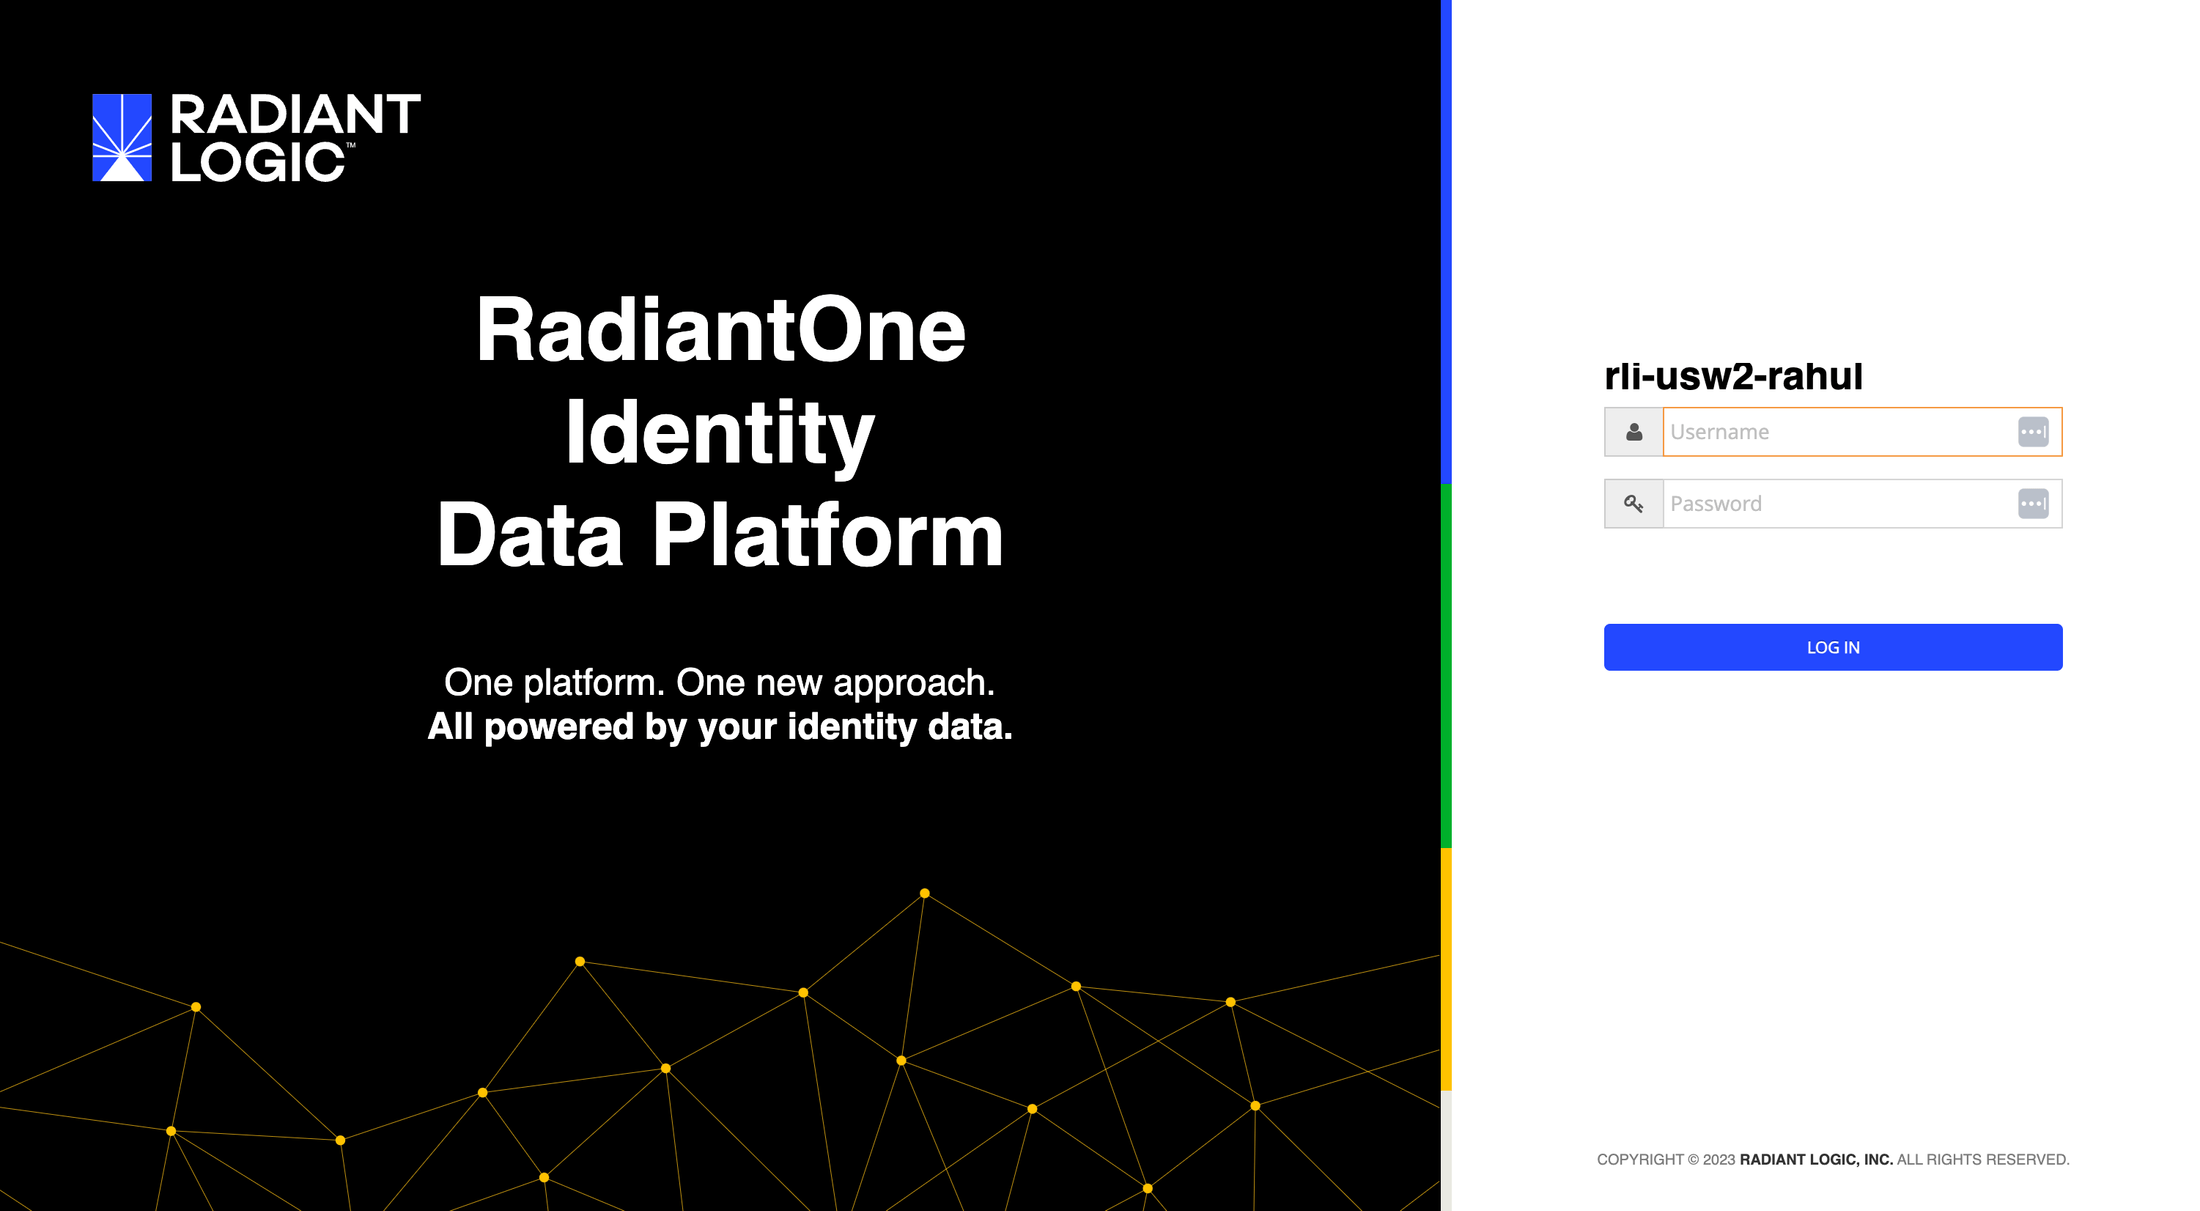 RADIANT
LOGIC™
RadiantOne
Identity
Data Platform
One platform. One new approach.
All powered by your identity data.
rli-usw2-rahul
Username
Password
LOG IN
COPYRIGHT © 2023 RADIANT LOGIC, INC. ALL RIGHTS RESERVED.